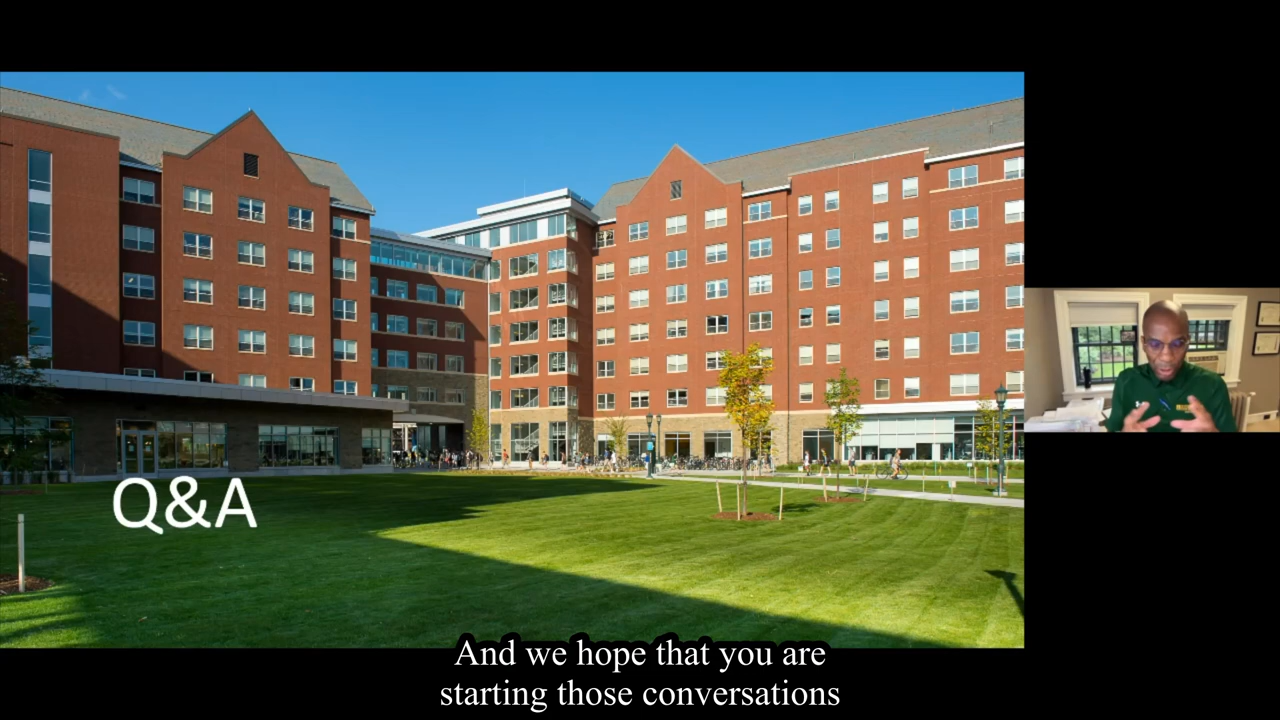 Q&A
And we hope that you are
starting those conversations